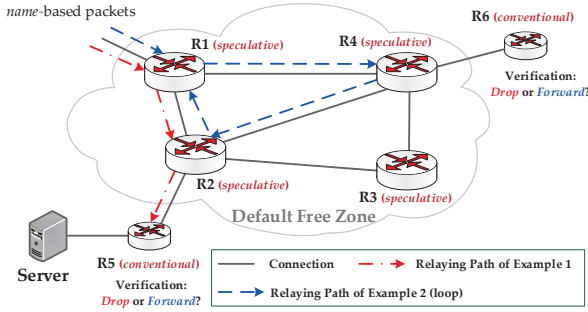 name-based packets
R1 (speculative)
R4 (speculative)
R6 (conventional)
Verification:
Drop or Forward?
R2 (speculative)
R3 (speculative)
Default Free Zone
Server
R5 (conventional)
Verification:
Drop or Forward?
Connection
Relaying Path of Example 1
Relaying Path of Example 2 (loop)